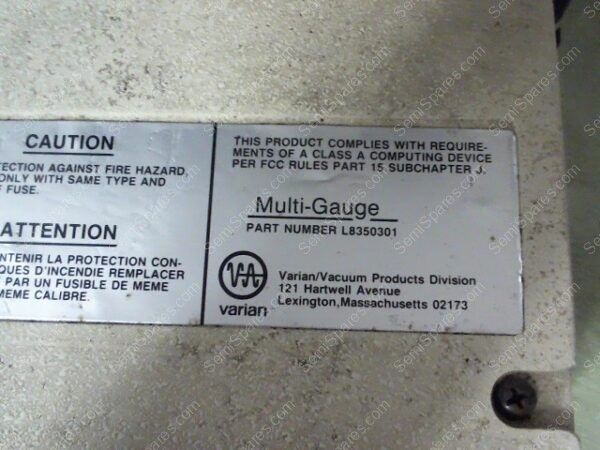 CAUTION
ECTION AGAINST FIRE HAZARD,
ONLY WITH SAME TYPE AND
F FUSE.
ATTENTION
NTENIR LA PROTECTION CON-
QUES D'INCENDIE REMPLACER
T PAR UN FUSIBLE DE MEME
MEME CALIBRE.
THIS PRODUCT COMPLIES WITH REQUIRE-
MENTS OF A CLASS A COMPUTING DEVICE
PER FCC RULES PART 15 SUBCHAPTER J.
Multi-Gauge
PART NUMBER L8350301
varian
Varian/Vacuum Products Division
121 Hartwell Avenue
Lexington, Massachusetts 02173
SemiSpares.com